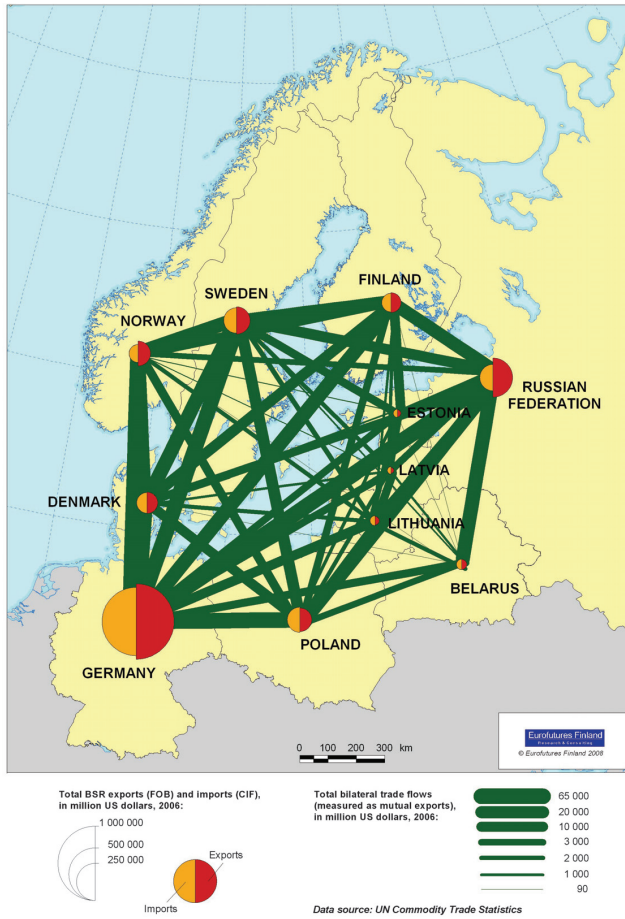 FINLAND
SWEDEN
NORWAY
RUSSIAN
FEDERATION
ESTONIA
LATVIA
DENMARK
LITHUANIA
BELARUS
POLAND
GERMANY
0 100 200 300 km
Eurofutures Finland
Research & Consulting
© Eurofutures Finland 2008
Total BSR exports (FOB) and imports (CIF),
in million US dollars, 2006:
1 000 000
500 000
250 000
Exports
Imports
Total bilateral trade flows
(measured as mutual exports),
in million US dollars, 2006:
65 000
20 000
10 000
3 000
2 000
1 000
90
Data source: UN Commodity Trade Statistics